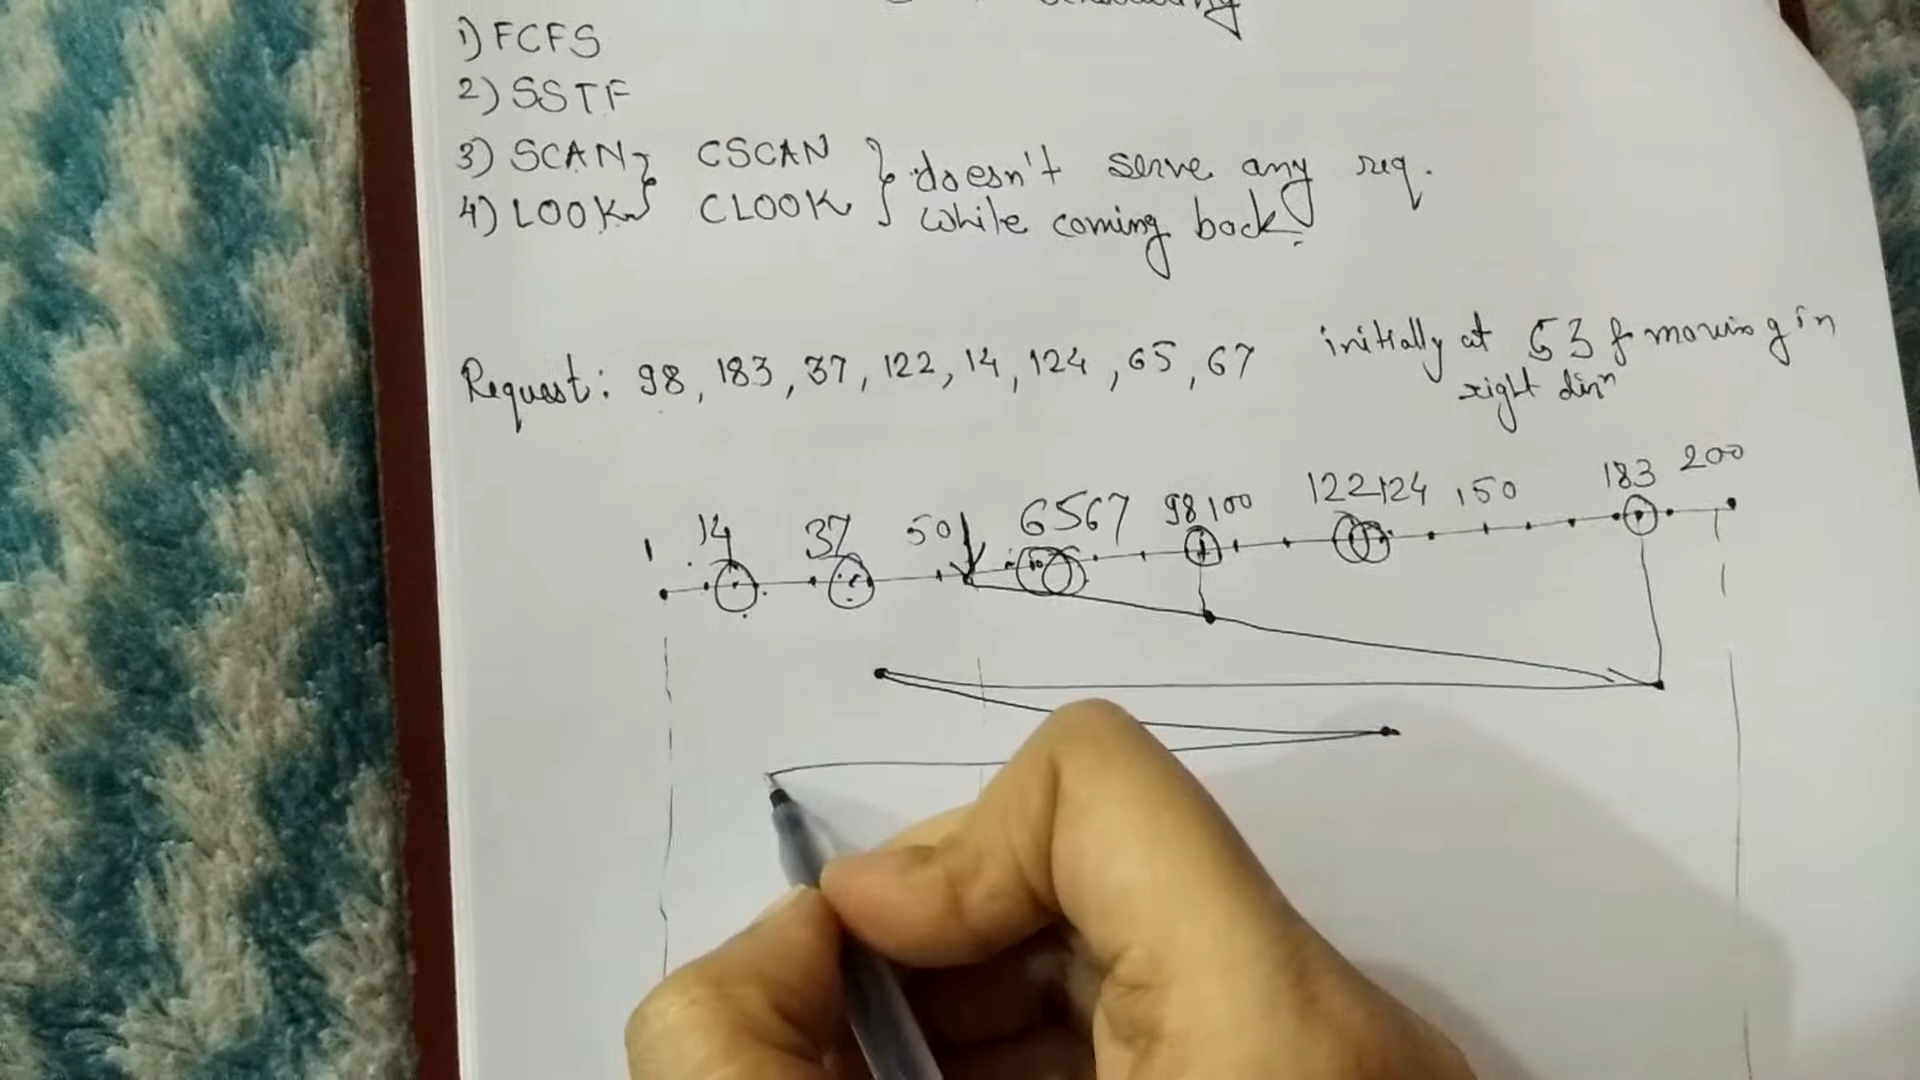 1) FCFS
2) SSTF
3) SCAN } CSCAN } doesn't serve any req.
4) LOOK } CLOOK } while coming back.
Request: 98, 183, 37, 122, 14, 124, 65, 67 initially at 53 & moving in
right dirⁿ
1 14 37 50 65 67 98 100 122 124 150 183 200